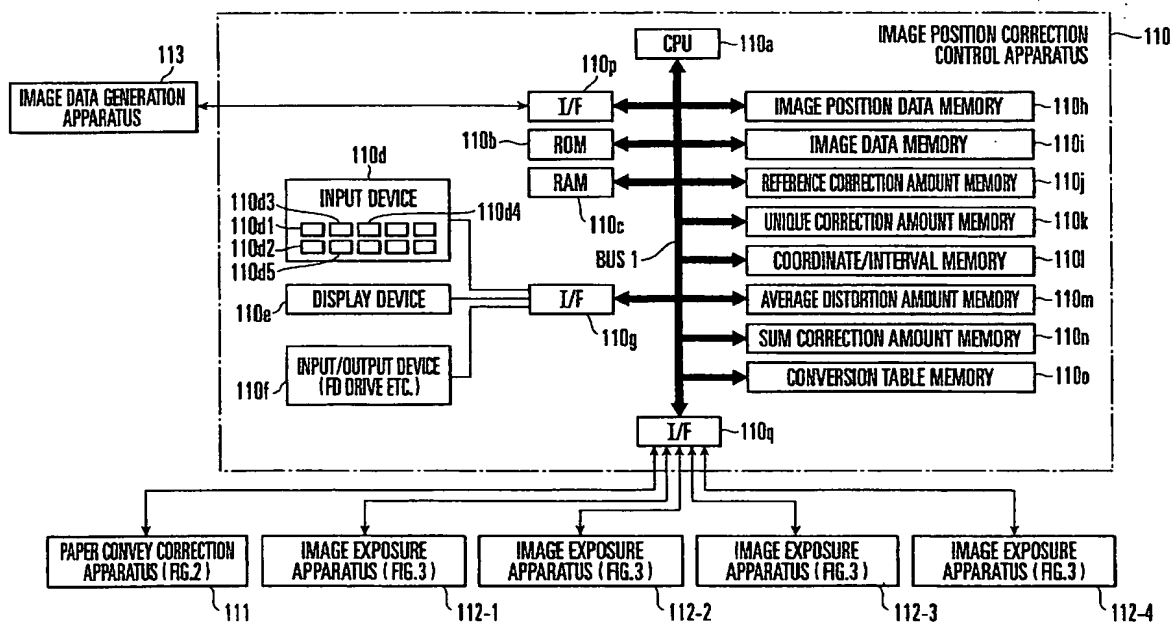 110
IMAGE POSITION CORRECTION
CONTROL APPARATUS
CPU
110a
113
IMAGE DATA GENERATION
APPARATUS
110p
I/F
IMAGE POSITION DATA MEMORY
110h
110b
ROM
IMAGE DATA MEMORY
110i
110d
RAM
110c
REFERENCE CORRECTION AMOUNT MEMORY
110j
INPUT DEVICE
110d3
110d4
110d1
110d2
110d5
UNIQUE CORRECTION AMOUNT MEMORY
110k
BUS 1
COORDINATE/INTERVAL MEMORY
110l
DISPLAY DEVICE
110e
I/F
110g
AVERAGE DISTORTION AMOUNT MEMORY
110m
SUM CORRECTION AMOUNT MEMORY
110n
INPUT/OUTPUT DEVICE
(FD DRIVE ETC.)
110f
CONVERSION TABLE MEMORY
110o
I/F
110q
PAPER CONVEY CORRECTION
APPARATUS (FIG.2)
111
IMAGE EXPOSURE
APPARATUS (FIG.3)
112-1
IMAGE EXPOSURE
APPARATUS (FIG.3)
112-2
IMAGE EXPOSURE
APPARATUS (FIG.3)
112-3
IMAGE EXPOSURE
APPARATUS (FIG.3)
112-4